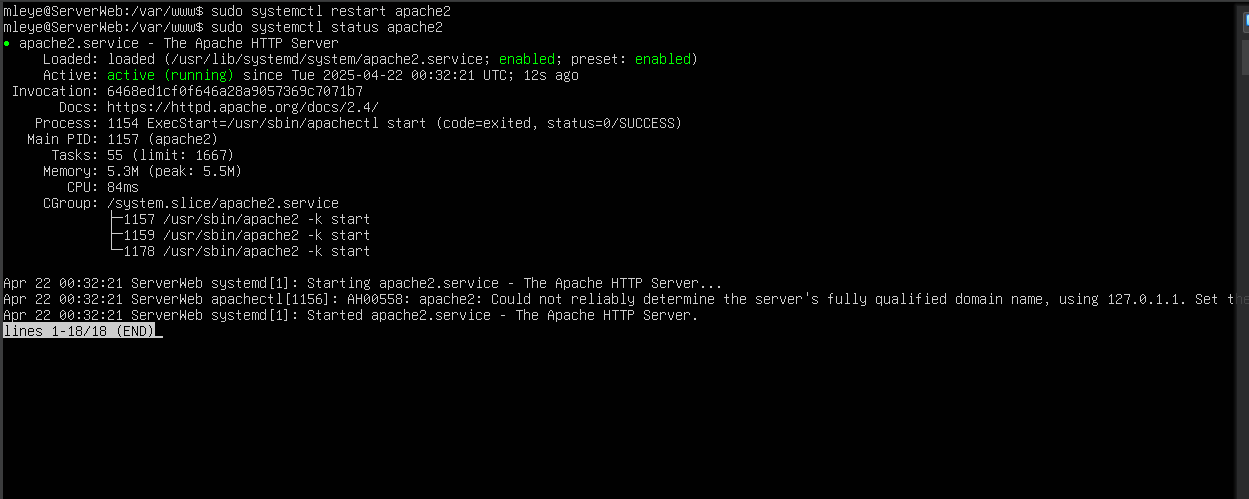 mleye@ServerWeb:/var/www$ sudo systemctl restart apache2
mleye@ServerWeb:/var/www$ sudo systemctl status apache2
● apache2.service - The Apache HTTP Server
     Loaded: loaded (/usr/lib/systemd/system/apache2.service; enabled; preset: enabled)
     Active: active (running) since Tue 2025-04-22 00:32:21 UTC; 12s ago
 Invocation: 6468ed1cf0f646a28a9057369c7071b7
       Docs: https://httpd.apache.org/docs/2.4/
    Process: 1154 ExecStart=/usr/sbin/apachectl start (code=exited, status=0/SUCCESS)
   Main PID: 1157 (apache2)
      Tasks: 55 (limit: 1667)
     Memory: 5.3M (peak: 5.5M)
        CPU: 84ms
     CGroup: /system.slice/apache2.service
             ├─1157 /usr/sbin/apache2 -k start
             ├─1159 /usr/sbin/apache2 -k start
             └─1178 /usr/sbin/apache2 -k start

Apr 22 00:32:21 ServerWeb systemd[1]: Starting apache2.service - The Apache HTTP Server...
Apr 22 00:32:21 ServerWeb apachectl[1156]: AH00558: apache2: Could not reliably determine the server's fully qualified domain name, using 127.0.1.1. Set the
Apr 22 00:32:21 ServerWeb systemd[1]: Started apache2.service - The Apache HTTP Server.
lines 1-18/18 (END)